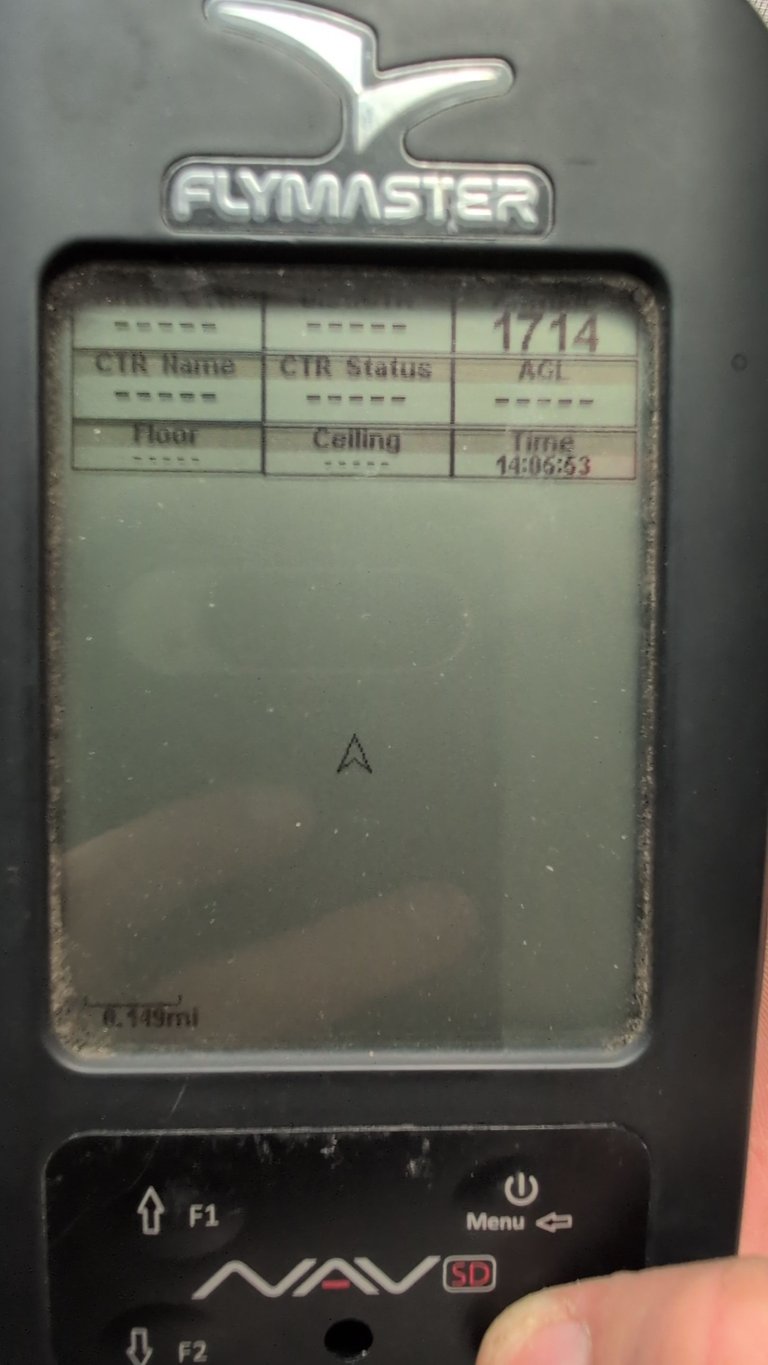 FLYMASTER
----- ----- 1714
CTR Name CTR Status AGL
----- ----- -----
Floor Ceiling Time
----- ----- 14:06:53
0.149mi
F1
Menu
NAV SD
F2